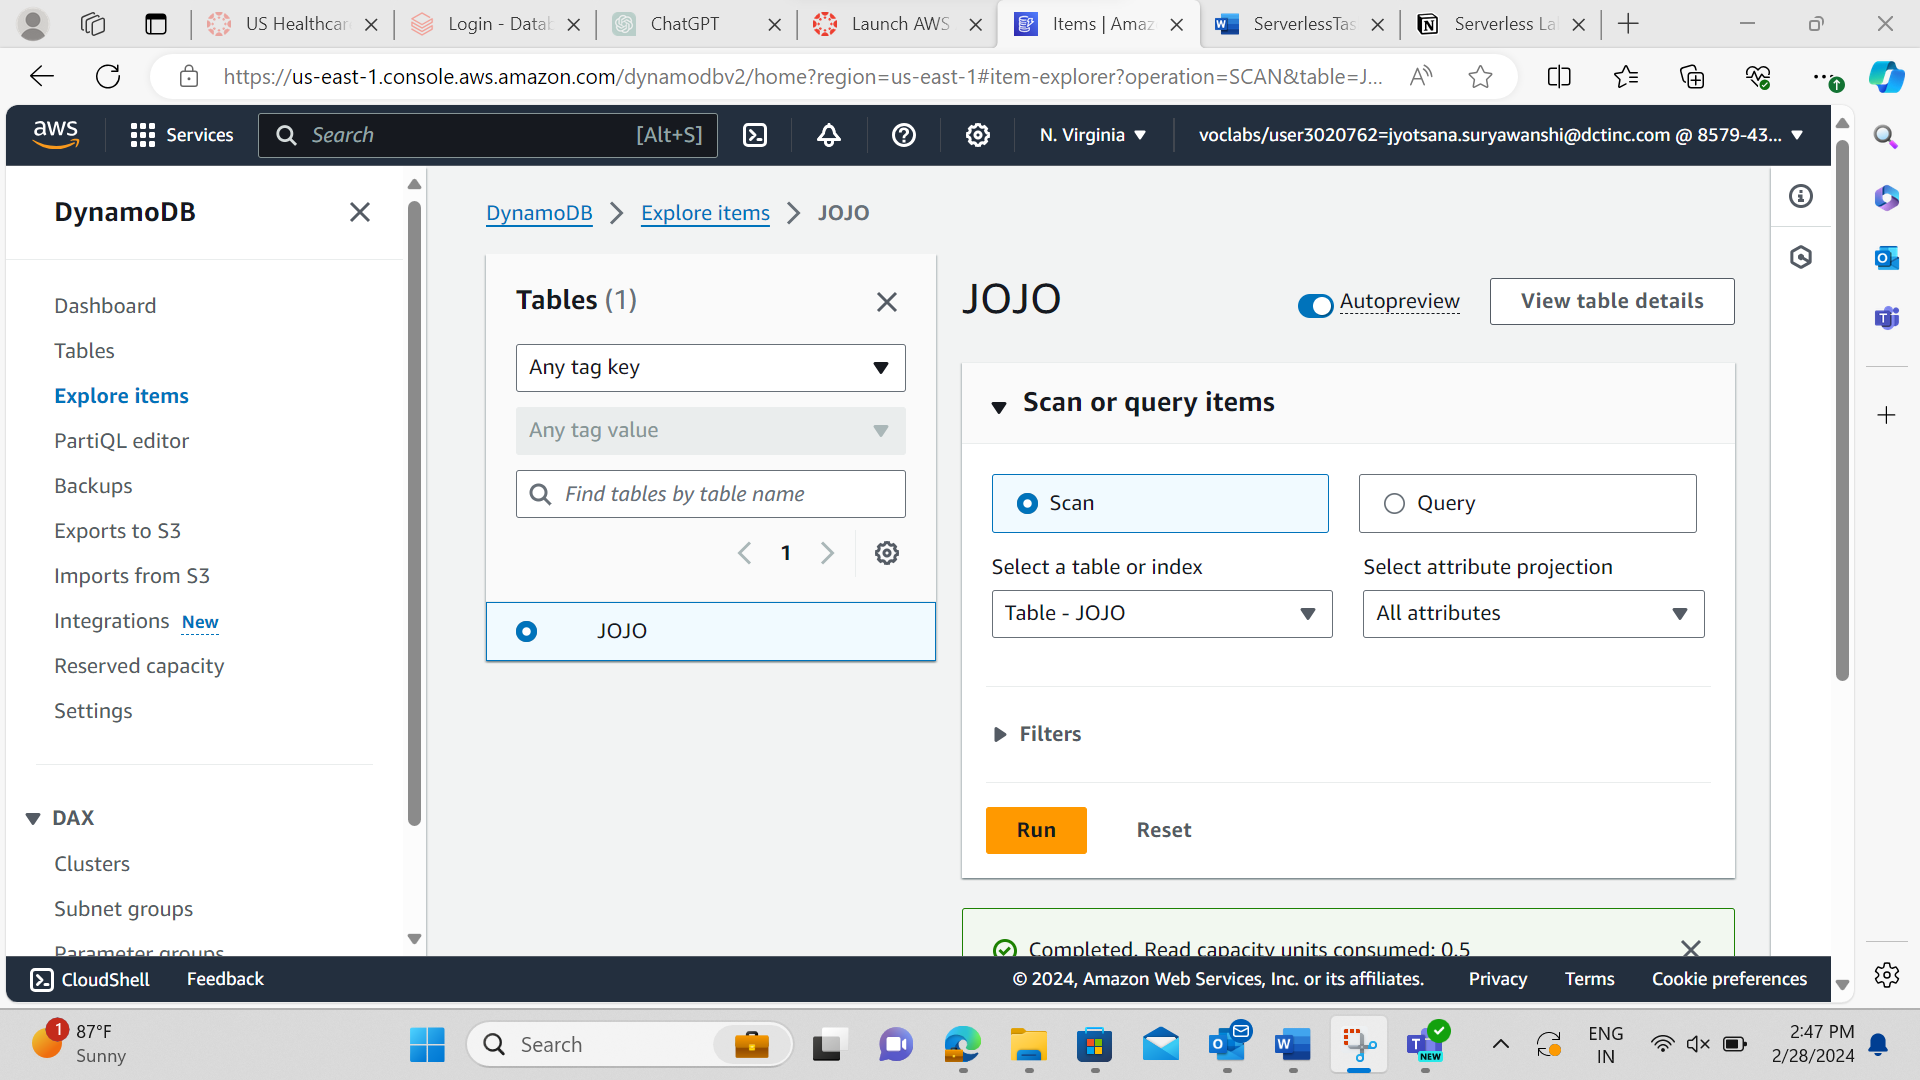 US Healthcar
Login - Datab
ChatGPT
Launch AWS
Items | Amaz
ServerlessTas
Serverless La
https://us-east-1.console.aws.amazon.com/dynamodbv2/home?region=us-east-1#item-explorer?operation=SCAN&table=J...
aws
Services
Search
[Alt+S]
N. Virginia
voclabs/user3020762=jyotsana.suryawanshi@dctinc.com @ 8579-43...
DynamoDB
Dashboard
Tables
Explore items
PartiQL editor
Backups
Exports to S3
Imports from S3
Integrations New
Reserved capacity
Settings
DAX
Clusters
Subnet groups
Parameter groups
DynamoDB
Explore items
JOJO
Tables (1)
Any tag key
Any tag value
Find tables by table name
1
JOJO
JOJO
Autopreview
View table details
Scan or query items
Scan
Query
Select a table or index
Table - JOJO
Select attribute projection
All attributes
Filters
Run
Reset
Completed. Read capacity units consumed: 0.5
CloudShell
Feedback
© 2024, Amazon Web Services, Inc. or its affiliates.
Privacy
Terms
Cookie preferences
1
87°F
Sunny
Search
NEW
ENG
IN
2:47 PM
2/28/2024